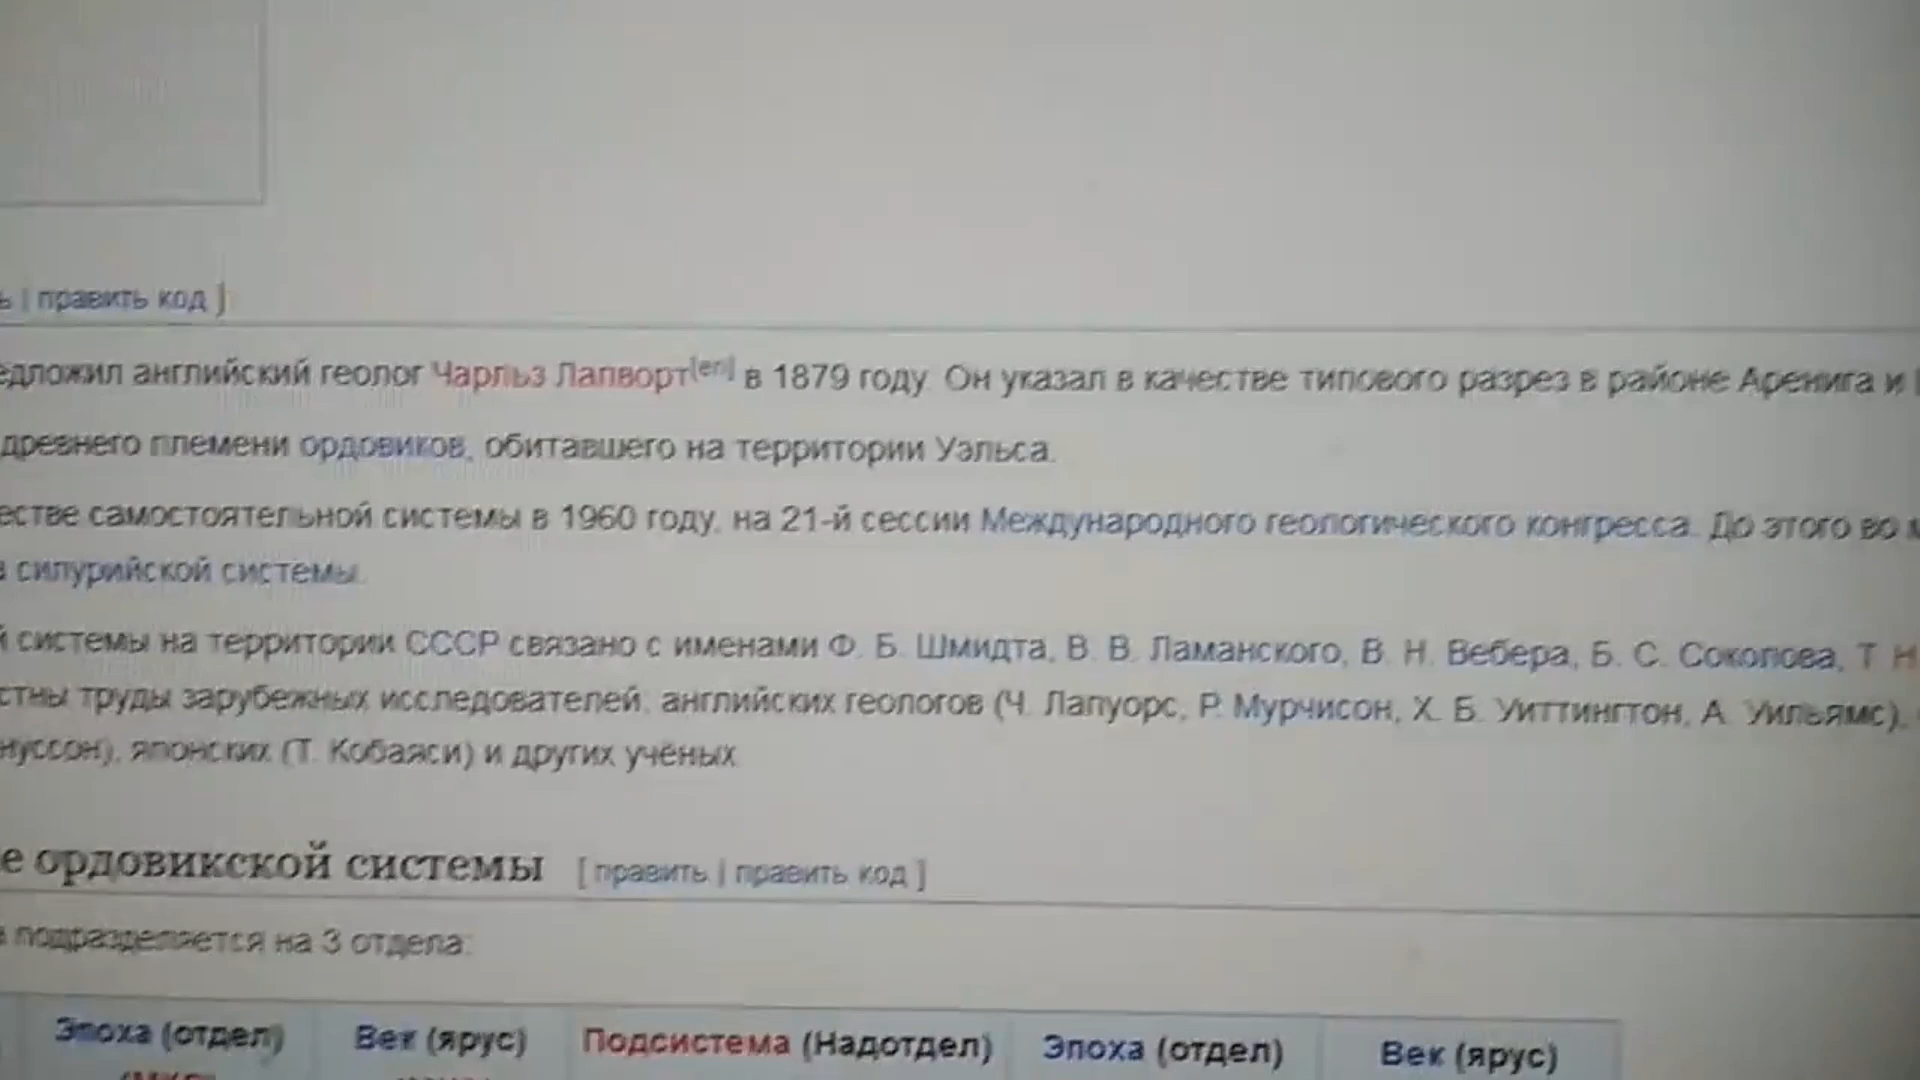 ь | править код ]
едложил английский геолог Чарльз Лапворт[en] в 1879 году. Он указал в качестве типового разрез в районе Аренига и
древнего племени ордовиков, обитавшего на территории Уэльса.
естве самостоятельной системы в 1960 году, на 21-й сессии Международного геологического конгресса. До этого во м
в силурийской системы.
й системы на территории СССР связано с именами Ф. Б. Шмидта, В. В. Ламанского, В. Н. Вебера, Б. С. Соколова, Т. Н
стны труды зарубежных исследователей: английских геологов (Ч. Лапуорс, Р. Мурчисон, Х. Б. Уиттингтон, А. Уильямс),
нуссон), японских (Т. Кобаяси) и других учёных.
е ордовикской системы [ править | править код ]
подразделяется на 3 отдела:
Эпоха (отдел) Век (ярус) Подсистема (Надотдел) Эпоха (отдел) Век (ярус)